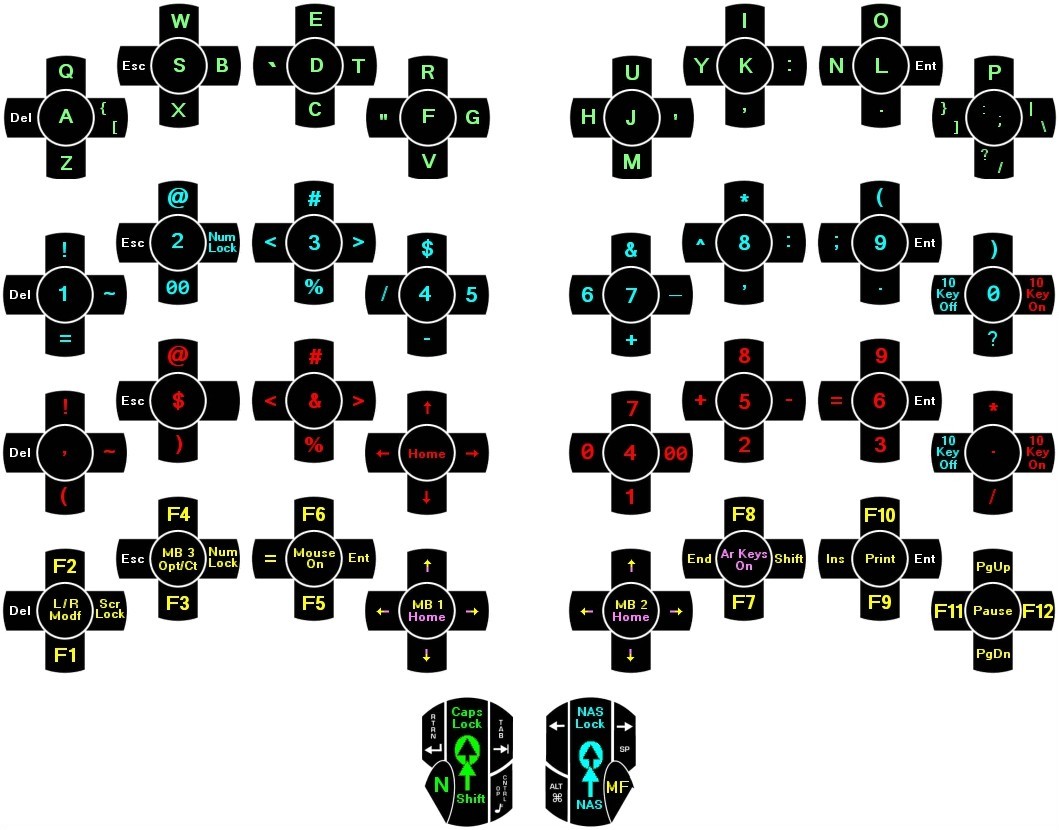 W
Esc S B
X
E
` D T
C
Q
Del A { [
Z
R
" F G
V
I
Y K :
,
O
N L Ent
.
U
H J '
M
P
} ] : ; | \
? /
@
Esc 2 Num Lock
00
#
< 3 >
%
!
Del 1 ~
=
$
/ 4 5
-
*
^ 8 :
,
(
; 9 Ent
.
&
6 7 _
+
)
10 Key Off 0 10 Key On
?
@
Esc $
)
#
< & >
%
!
Del , ~
(
↑
← Home →
↓
8
+ 5 -
2
9
= 6 Ent
3
7
0 4 00
1
*
10 Key Off . 10 Key On
/
F4
Esc MB 3 Opt/Ct Num Lock
F3
F6
= Mouse On Ent
F5
F2
Del L/R Modf Scr Lock
F1
↑
← MB 1 Home →
↓
F8
End Ar Keys On Shift
F7
F10
Ins Print Ent
F9
↑
← MB 2 Home →
↓
PgUp
F11 Pause F12
PgDn
Caps
Lock
RTRN
TAB
N
Shift
CNTRL
OP
NAS
Lock
← →
SP
ALT
⌘
NAS
MF